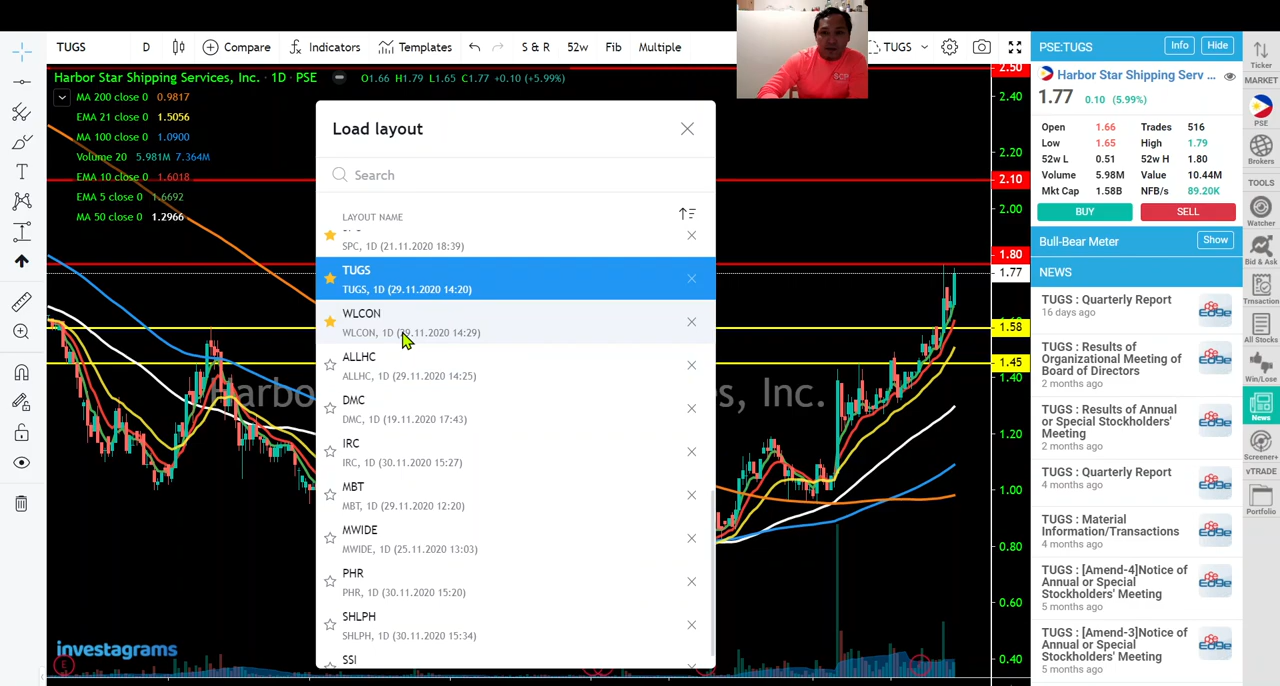 TUGS
D
Compare
Indicators
Templates
S & R
52w
Fib
Multiple
TUGS
Harbor Star Shipping Services, Inc. · 1D · PSE
O1.66 H1.79 L1.65 C1.77 +0.10 (+5.99%)
MA 200 close 0 0.9817
EMA 21 close 0 1.5056
MA 100 close 0 1.0900
Volume 20 5.981M 7.364M
EMA 10 close 0 1.6018
EMA 5 close 0 1.6692
MA 50 close 0 1.2966
Load layout
Search
LAYOUT NAME
SPC, 1D (21.11.2020 18:39)
TUGS
TUGS, 1D (29.11.2020 14:20)
WLCON
WLCON, 1D (29.11.2020 14:29)
ALLHC
ALLHC, 1D (29.11.2020 14:25)
DMC
DMC, 1D (19.11.2020 17:43)
IRC
IRC, 1D (30.11.2020 15:27)
MBT
MBT, 1D (29.11.2020 12:20)
MWIDE
MWIDE, 1D (25.11.2020 13:03)
PHR
PHR, 1D (30.11.2020 15:20)
SHLPH
SHLPH, 1D (30.11.2020 15:34)
SSI
Harbo
s, Inc.
investagrams
2.50
2.40
2.20
2.10
2.00
1.80
1.77
1.58
1.45
1.40
1.20
1.00
0.80
0.60
0.40
PSE:TUGS
Info
Hide
Harbor Star Shipping Serv ...
1.77 0.10 (5.99%)
Open 1.66 Trades 516
Low 1.65 High 1.79
52w L 0.51 52w H 1.80
Volume 5.98M Value 10.44M
Mkt Cap 1.58B NFB/s 89.20K
BUY
SELL
Bull-Bear Meter
Show
NEWS
TUGS : Quarterly Report
16 days ago
TUGS : Results of
Organizational Meeting of
Board of Directors
2 months ago
TUGS : Results of Annual
or Special Stockholders'
Meeting
2 months ago
TUGS : Quarterly Report
4 months ago
TUGS : Material
Information/Transactions
4 months ago
TUGS : [Amend-4]Notice of
Annual or Special
Stockholders' Meeting
5 months ago
TUGS : [Amend-3]Notice of
Annual or Special
Stockholders' Meeting
5 months ago
EDGE
EDGE
EDGE
EDGE
EDGE
EDGE
EDGE
Ticker
MARKET
PSE
Brokers
TOOLS
Watcher
Bid & Ask
Trnsaction
All Stocks
Win/Lose
News
Screener+
vTRADE
Portfolio